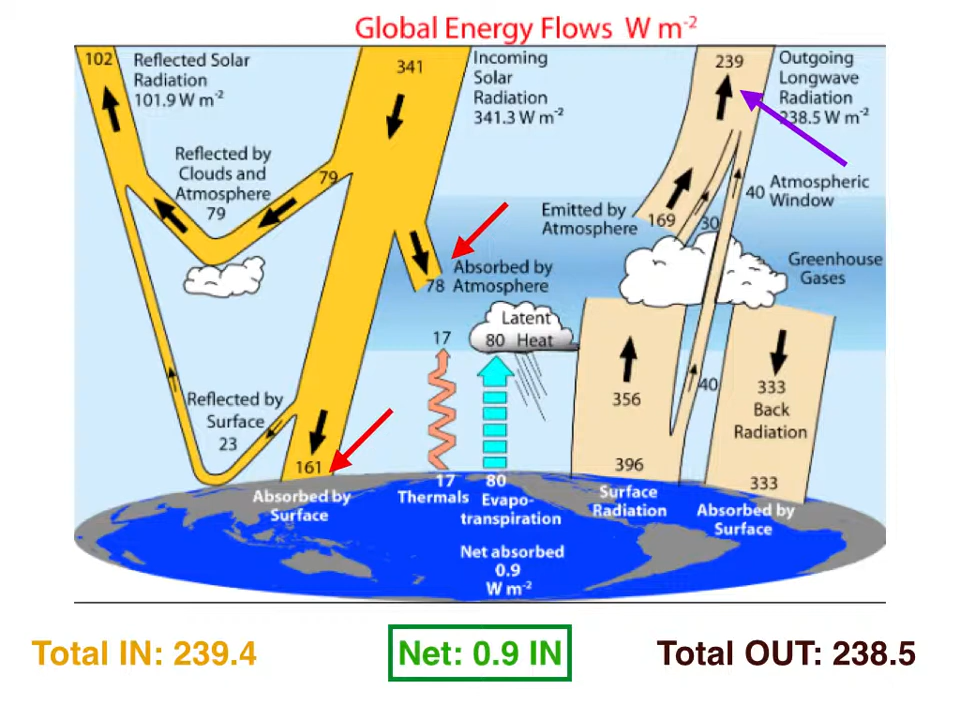 Global Energy Flows W m-2
102
Reflected Solar
Radiation
101.9 W m-2
341
Incoming
Solar
Radiation
341.3 W m-2
239
Outgoing
Longwave
Radiation
238.5 W m-2
Reflected by
Clouds and
Atmosphere
79
79
Emitted by
Atmosphere
169
30
40
Atmospheric
Window
Greenhouse
Gases
Absorbed by
78 Atmosphere
17
Latent
80 Heat
Reflected by
Surface
23
161
Absorbed by
Surface
17
Thermals
80
Evapo-
transpiration
356
40
396
Surface
Radiation
333
Back
Radiation
333
Absorbed by
Surface
Net absorbed
0.9
W m-2
Total IN: 239.4
Net: 0.9 IN
Total OUT: 238.5